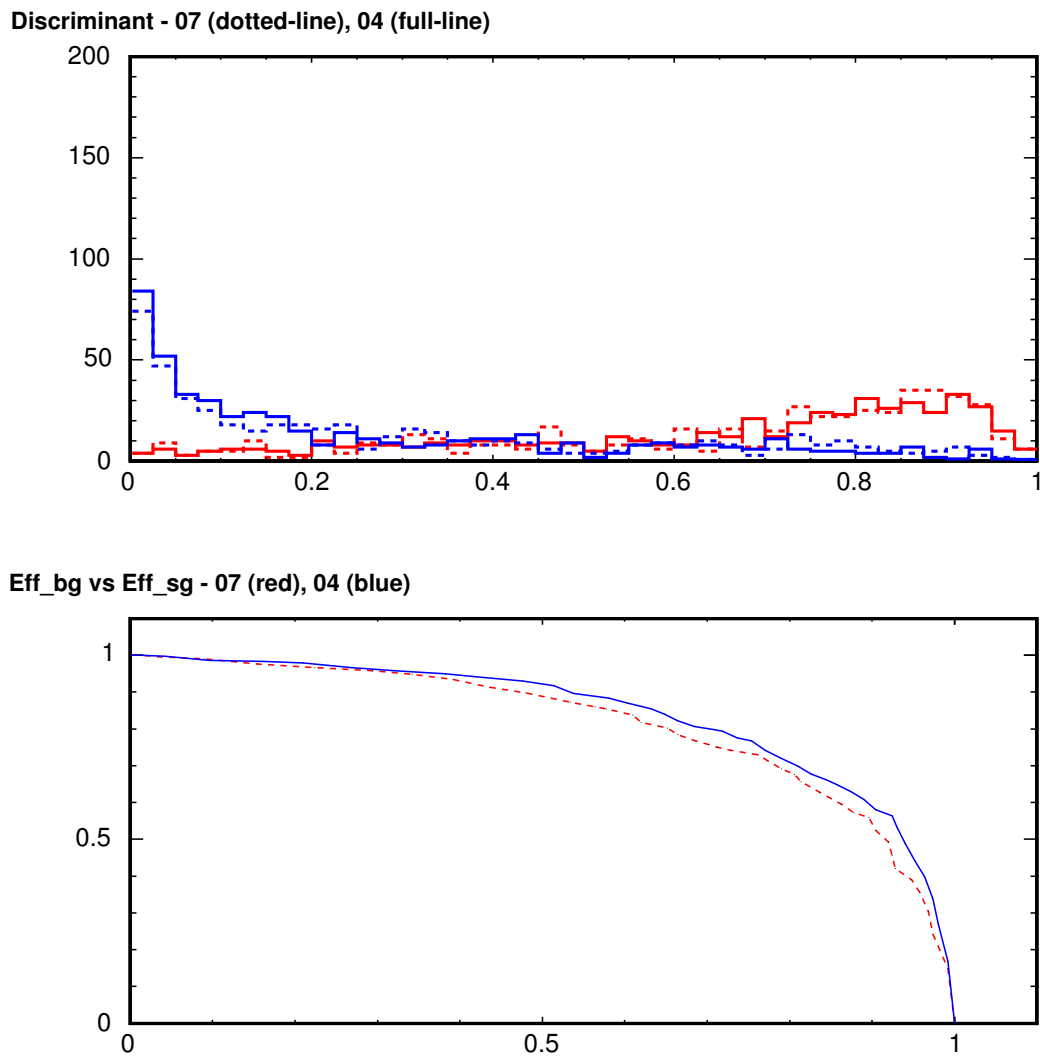 Discriminant - 07 (dotted-line), 04 (full-line)
200
150
100
50
0
0 0.2 0.4 0.6 0.8 1
Eff_bg vs Eff_sg - 07 (red), 04 (blue)
1
0.5
0
0 0.5 1